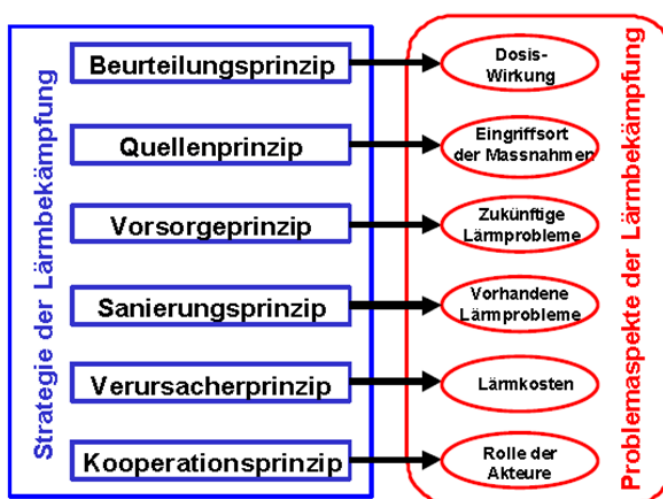 Strategie der Lärmbekämpfung
Beurteilungsprinzip
Dosis-
Wirkung
Quellenprinzip
Eingriffsort
der Massnahmen
Vorsorgeprinzip
Zukünftige
Lärmprobleme
Sanierungsprinzip
Vorhandene
Lärmprobleme
Verursacherprinzip
Lärmkosten
Kooperationsprinzip
Rolle der
Akteure
Problemaspekte der Lärmbekämpfung